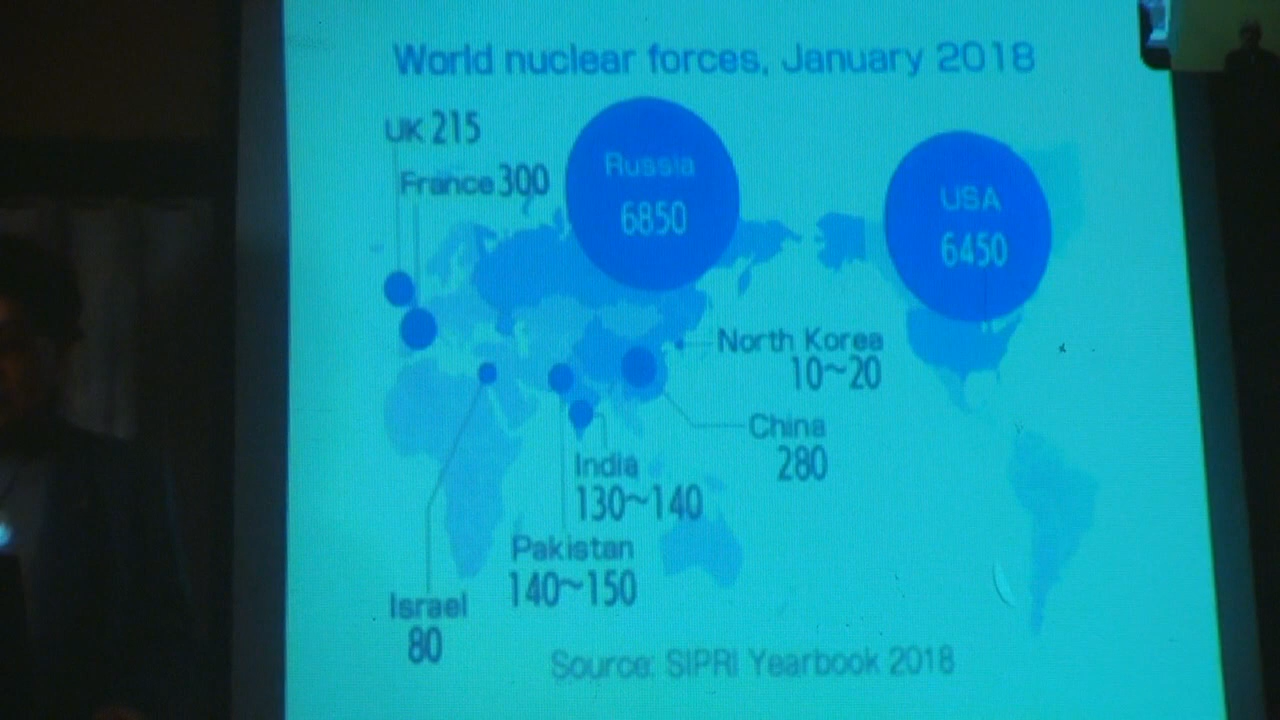 World nuclear forces, January 2018
UK 215
France 300
Russia
6850
USA
6450
North Korea
10~20
China
280
India
130~140
Pakistan
140~150
Israel
80
Source: SIPRI Yearbook 2018